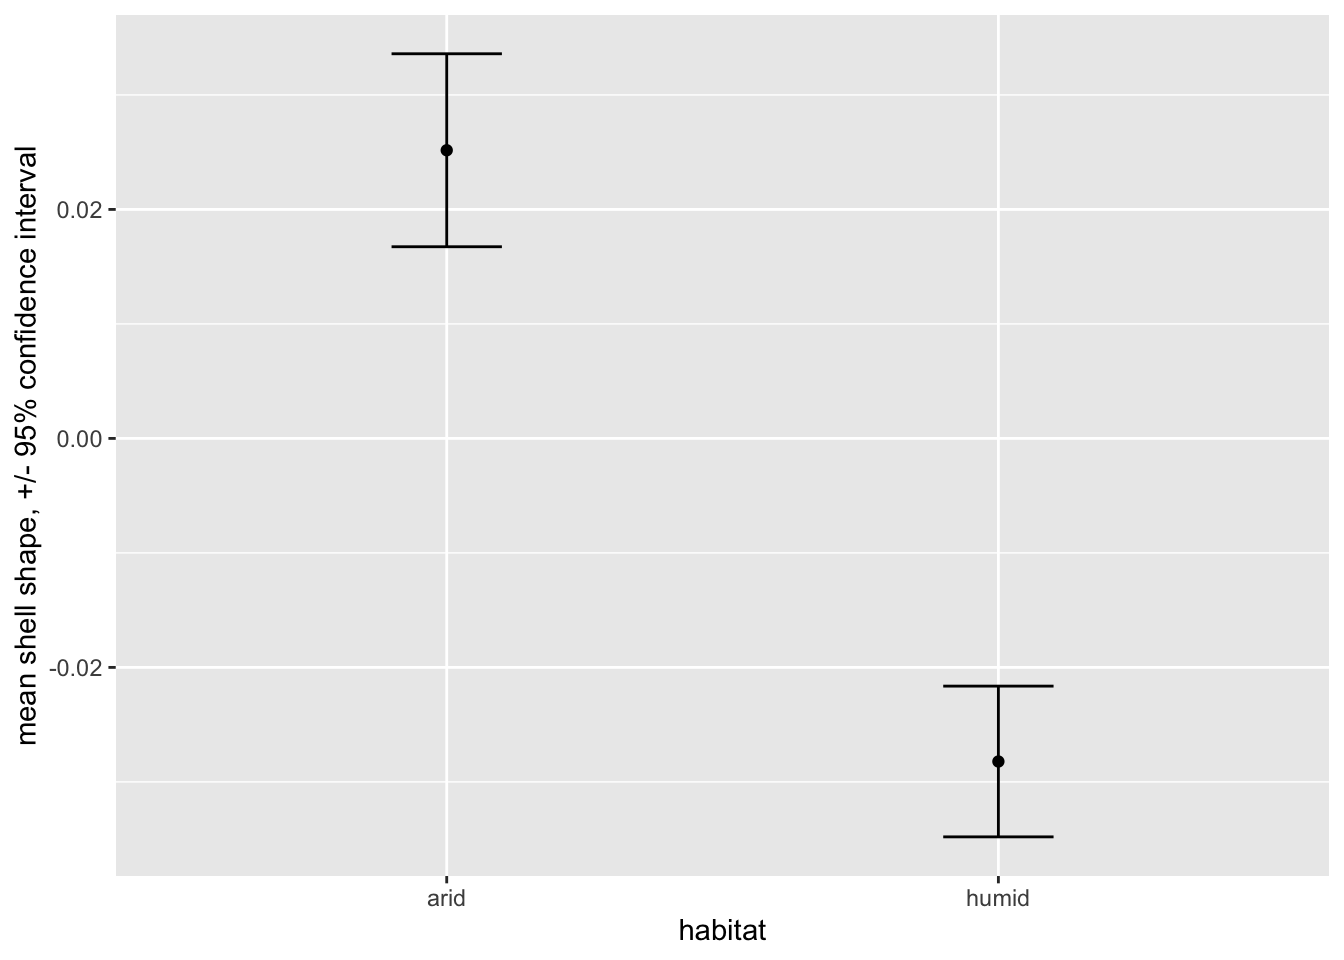 mean shell shape, +/- 95% confidence interval
0.02
0.00
-0.02
arid
humid
habitat